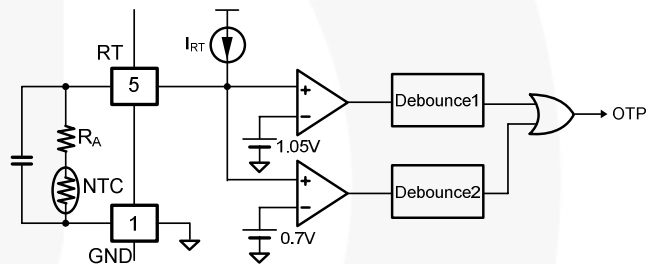 RT
I_RT
5
+
−
1.05V
Debounce1
OTP
R_A
NTC
+
−
0.7V
Debounce2
1
GND